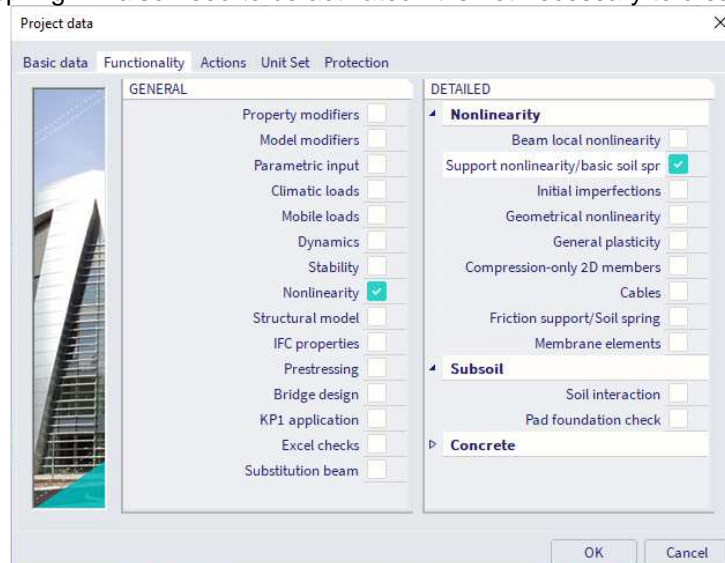 Project data
Basic data Functionality Actions Unit Set Protection
GENERAL
Property modifiers
Model modifiers
Parametric input
Climatic loads
Mobile loads
Dynamics
Stability
Nonlinearity
Structural model
IFC properties
Prestressing
Bridge design
KP1 application
Excel checks
Substitution beam
DETAILED
Nonlinearity
Beam local nonlinearity
Support nonlinearity/basic soil spr
Initial imperfections
Geometrical nonlinearity
General plasticity
Compression-only 2D members
Cables
Friction support/Soil spring
Membrane elements
Subsoil
Soil interaction
Pad foundation check
Concrete
OK Cancel